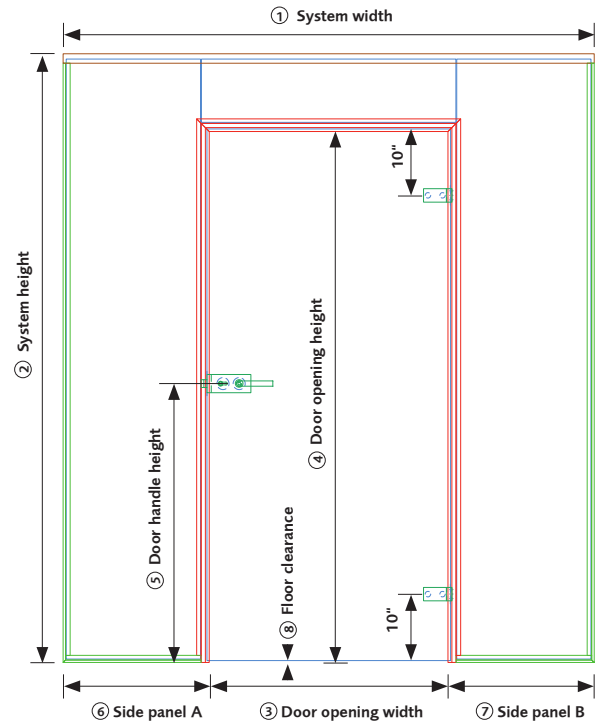 ① System width
10"
② System height
④ Door opening height
⑤ Door handle height
⑧ Floor clearance
10"
⑥ Side panel A
③ Door opening width
⑦ Side panel B